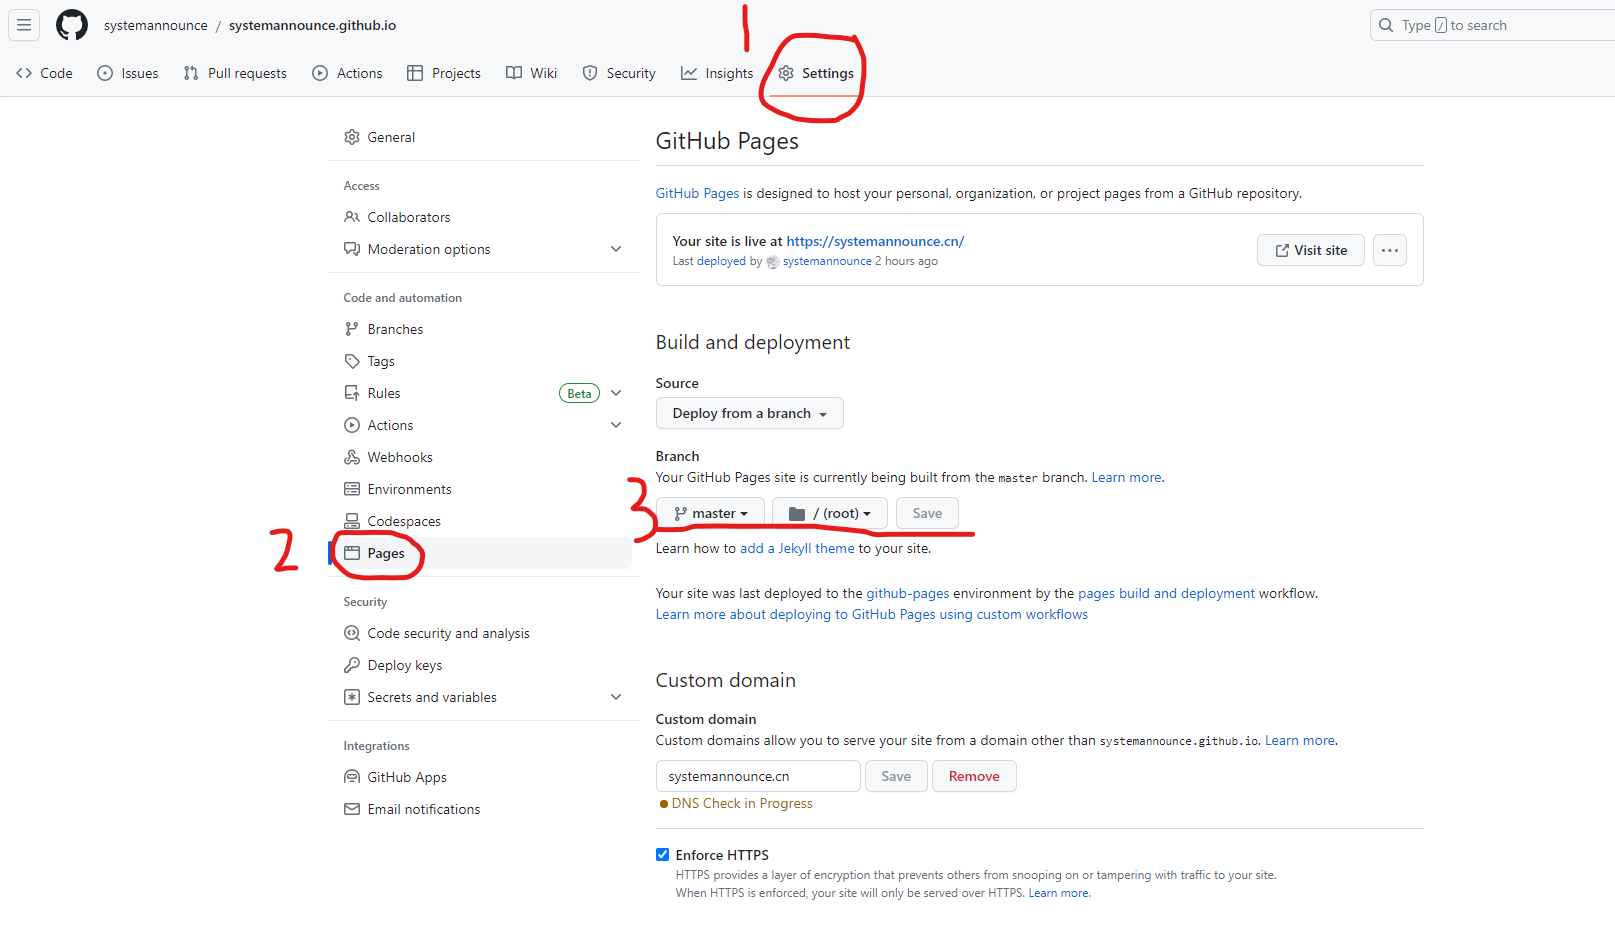 1
systemannounce / systemannounce.github.io
Type / to search
Code Issues Pull requests Actions Projects Wiki Security Insights Settings
General
Access
Collaborators
Moderation options
Code and automation
Branches
Tags
Rules Beta
Actions
Webhooks
Environments
Codespaces
2
Pages
Security
Code security and analysis
Deploy keys
Secrets and variables
Integrations
GitHub Apps
Email notifications
GitHub Pages
GitHub Pages is designed to host your personal, organization, or project pages from a GitHub repository.
Your site is live at https://systemannounce.cn/
Last deployed by systemannounce 2 hours ago
Visit site
Build and deployment
Source
Deploy from a branch
Branch
Your GitHub Pages site is currently being built from the master branch. Learn more.
3
master / (root) Save
Learn how to add a Jekyll theme to your site.
Your site was last deployed to the github-pages environment by the pages build and deployment workflow.
Learn more about deploying to GitHub Pages using custom workflows
Custom domain
Custom domain
Custom domains allow you to serve your site from a domain other than systemannounce.github.io. Learn more.
systemannounce.cn Save Remove
DNS Check in Progress
Enforce HTTPS
HTTPS provides a layer of encryption that prevents others from snooping on or tampering with traffic to your site.
When HTTPS is enforced, your site will only be served over HTTPS. Learn more.